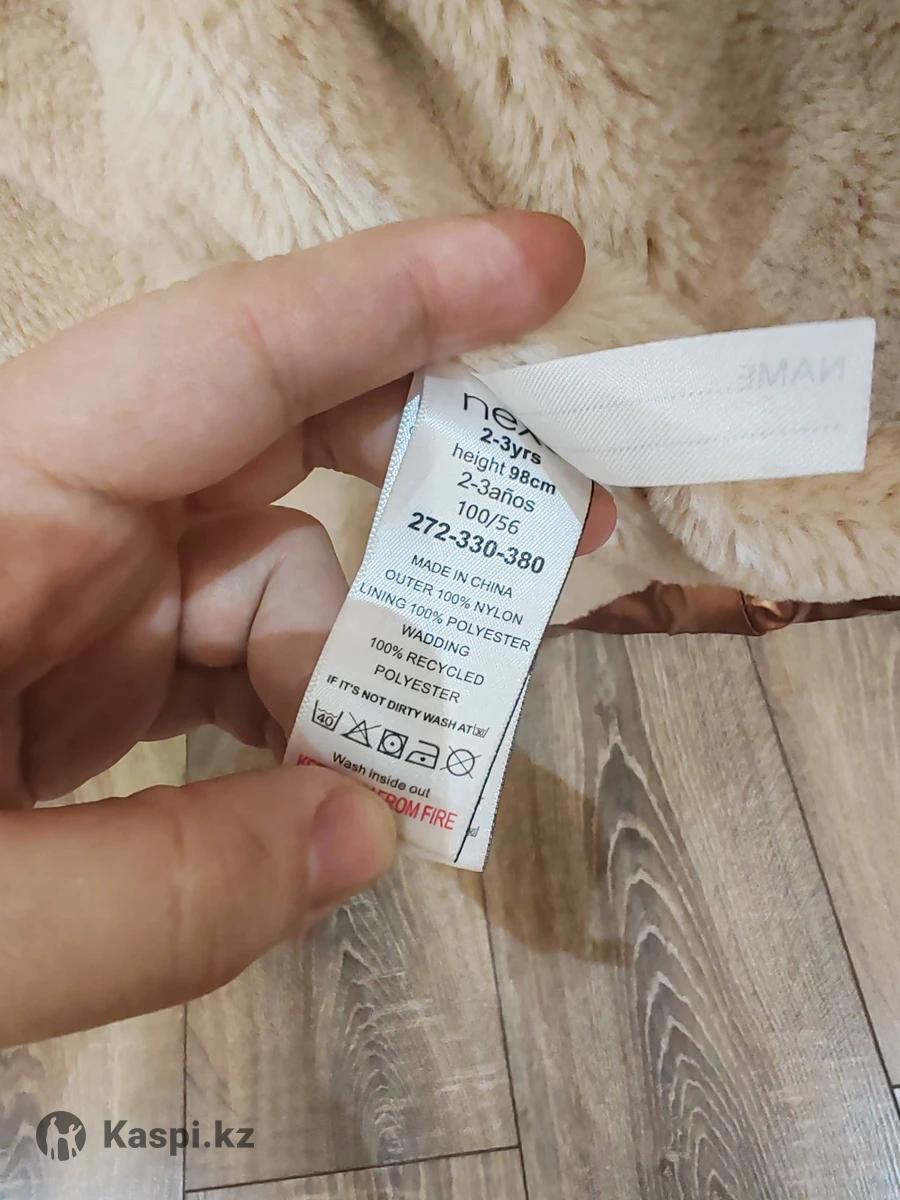 NAME
2-3yrs
height 98cm
2-3años
100/56
272-330-380
MADE IN CHINA
OUTER 100% NYLON
LINING 100% POLYESTER
WADDING
100% RECYCLED
POLYESTER
IF IT'S NOT DIRTY WASH AT
40
Wash inside out
FROM FIRE
Kaspi.kz